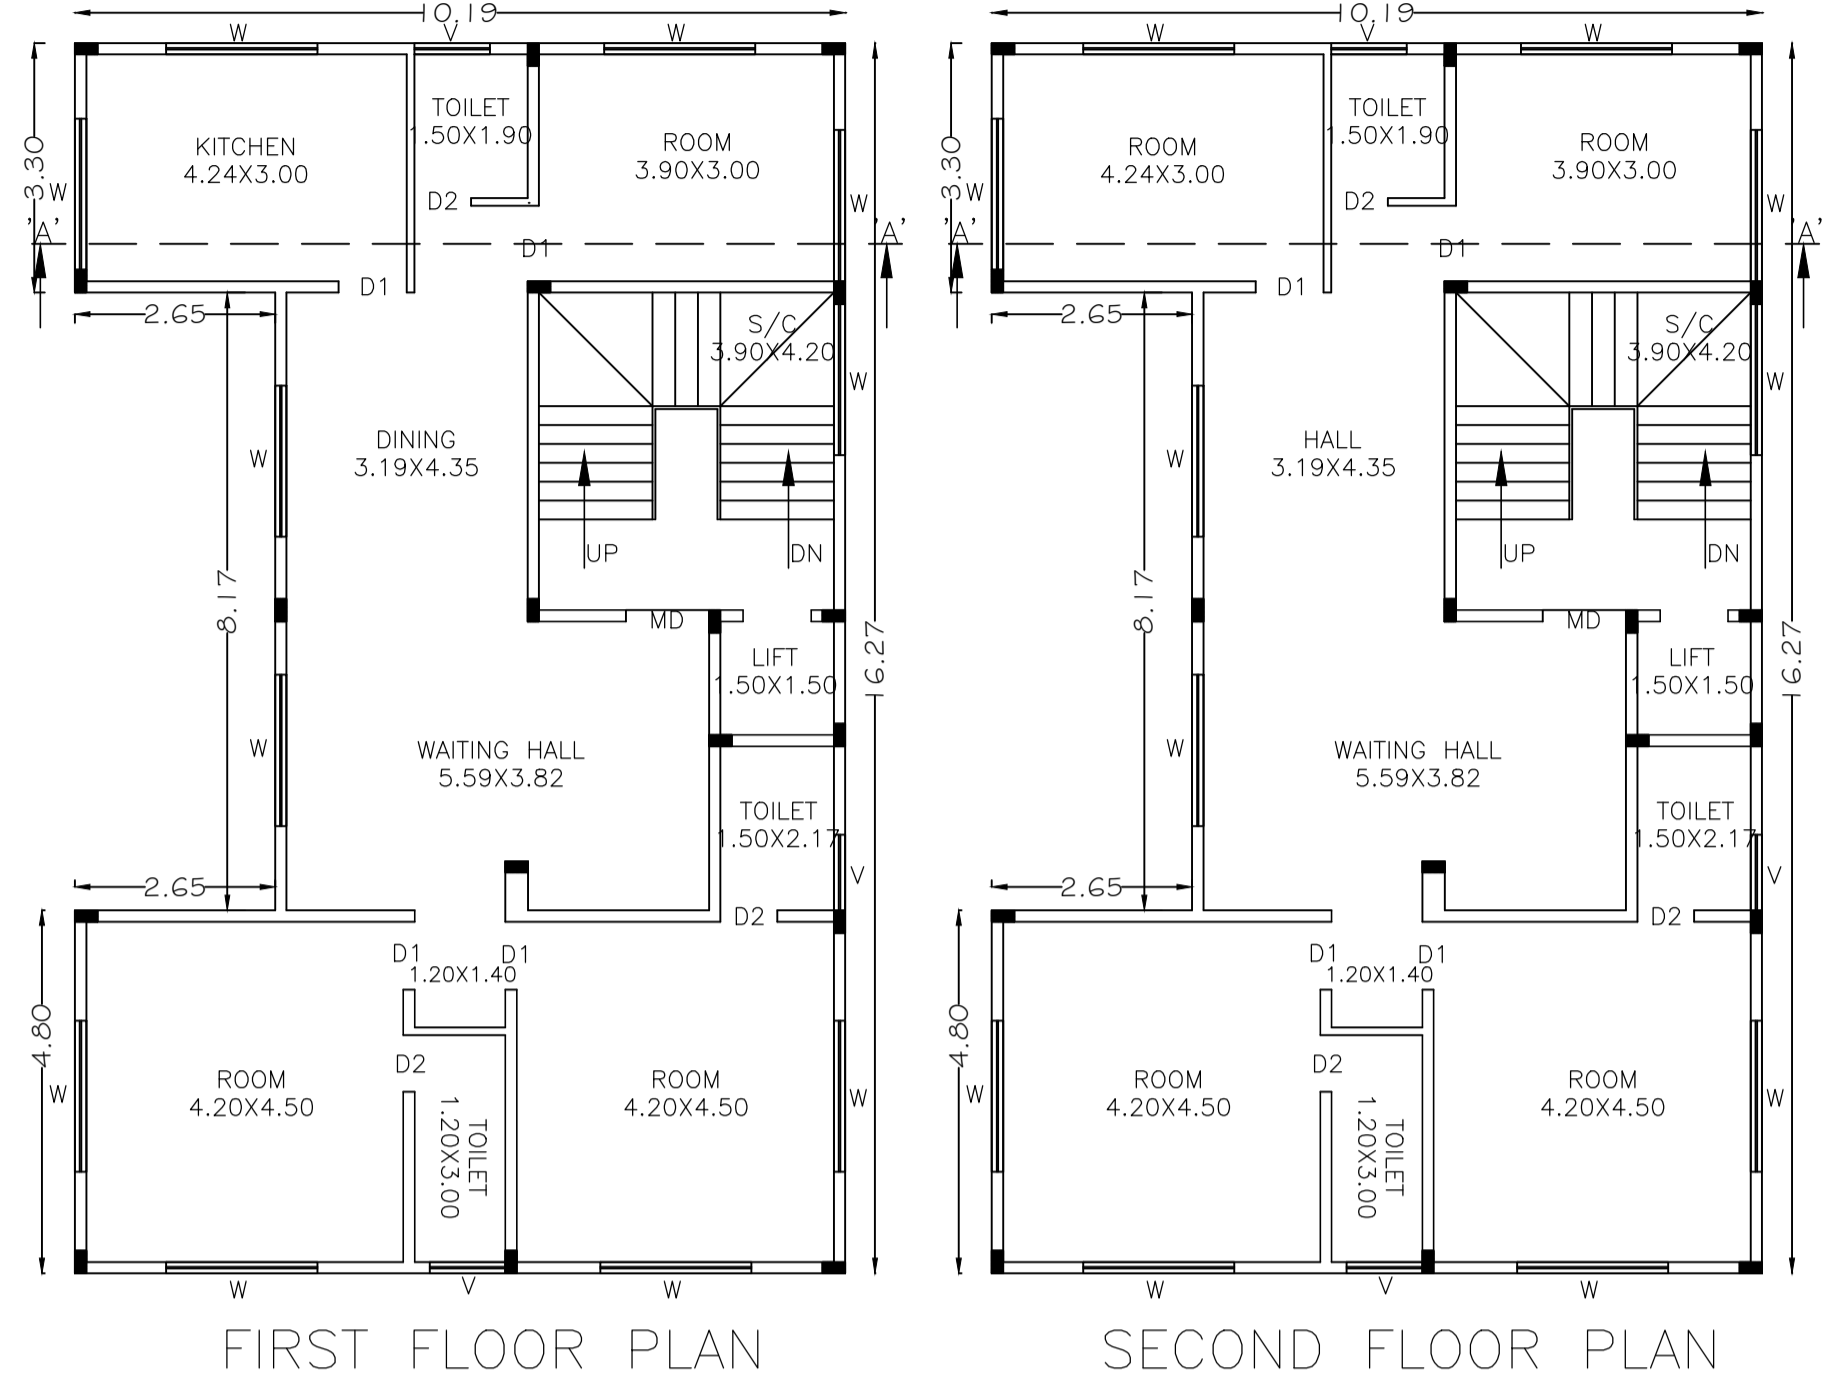 10.19
W
V
W
3.30
KITCHEN
4.24X3.00
TOILET
1.50X1.90
ROOM
3.90X3.00
W
D2
W
'A'
'A'
D1
D1
2.65
S/C
3.90X4.20
W
DINING
3.19X4.35
W
UP
DN
8.17
MD
16.27
LIFT
1.50X1.50
W
WAITING HALL
5.59X3.82
TOILET
1.50X2.17
V
2.65
D2
D1
D1
1.20X1.40
4.80
D2
W
ROOM
4.20X4.50
ROOM
4.20X4.50
W
TOILET
1.20X3.00
W
V
W
FIRST FLOOR PLAN
10.19
W
V
W
3.30
ROOM
4.24X3.00
TOILET
1.50X1.90
ROOM
3.90X3.00
W
D2
W
'A'
'A'
D1
D1
2.65
S/C
3.90X4.20
W
HALL
3.19X4.35
W
UP
DN
8.17
MD
16.27
LIFT
1.50X1.50
W
WAITING HALL
5.59X3.82
TOILET
1.50X2.17
V
2.65
D2
D1
D1
1.20X1.40
4.80
D2
W
ROOM
4.20X4.50
ROOM
4.20X4.50
W
TOILET
1.20X3.00
W
V
W
SECOND FLOOR PLAN